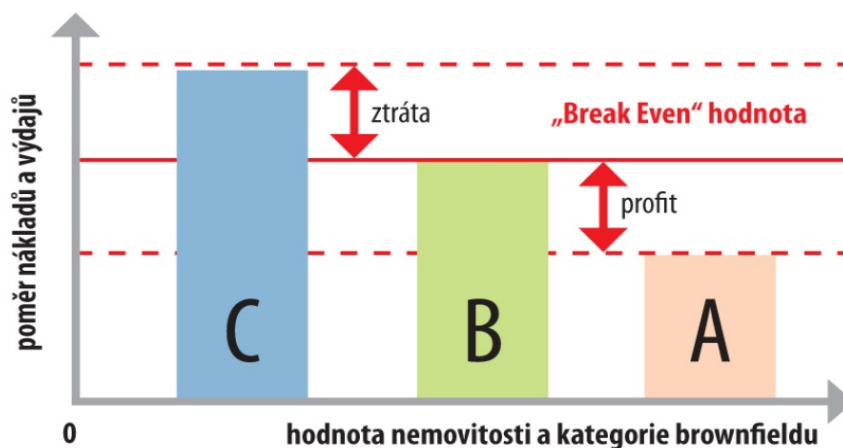 poměr nákladů a výdajů
ztráta
„Break Even“ hodnota
profit
C
B
A
0
hodnota nemovitosti a kategorie brownfieldu